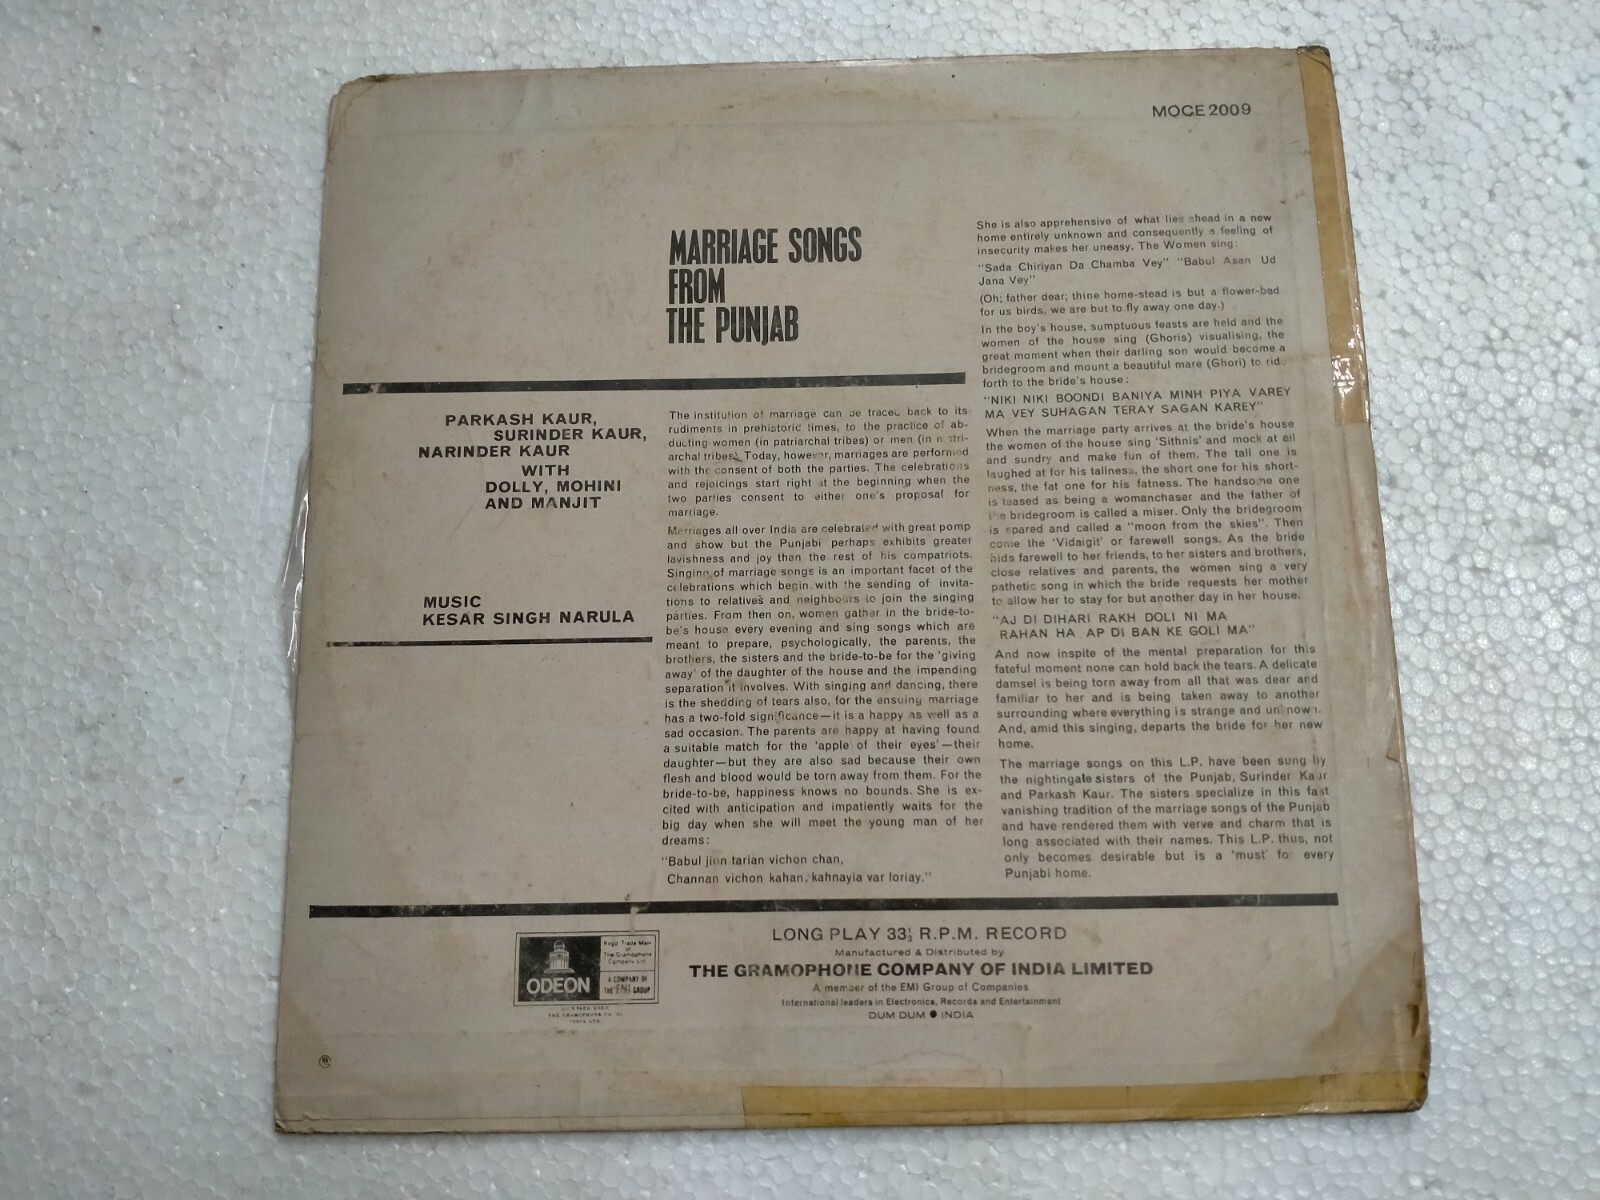 MOCE 2009
MARRIAGE SONGS
FROM
THE PUNJAB
PARKASH KAUR,
SURINDER KAUR,
NARINDER KAUR
WITH
DOLLY, MOHINI
AND MANJIT
MUSIC
KESAR SINGH NARULA
The institution of marriage can be traced back to its
rudiments in prehistoric times, to the practice of ab-
ducting women (in patriarchal tribes) or men (in matri-
archal tribes). Today, however, marriages are performed
with the consent of both the parties. The celebrations
and rejoicings start right at the beginning when the
two parties consent to either one's proposal for
marriage.
Marriages all over India are celebrated with great pomp
and show but the Punjabi perhaps exhibits greater
lavishness and joy than the rest of his compatriots.
Singing of marriage songs is an important facet of the
celebrations which begin with the sending of invita-
tions to relatives and neighbours to join the singing
parties. From then on, women gather in the bride-to-
be's house every evening and sing songs which are
meant to prepare, psychologically, the parents, the
brothers, the sisters and the bride-to-be for the 'giving
away' of the daughter of the house and the impending
separation it involves. With singing and dancing, there
is the shedding of tears also, for the ensuing marriage
has a two-fold significance—it is a happy as well as a
sad occasion. The parents are happy at having found
a suitable match for the 'apple of their eyes'—their
daughter—but they are also sad because their own
flesh and blood would be torn away from them. For the
bride-to-be, happiness knows no bounds. She is ex-
cited with anticipation and impatiently waits for the
big day when she will meet the young man of her
dreams:
"Babul jiun tarian vichon chan,
Channan vichon kahan, kahnayia var loriay."
She is also apprehensive of what lies ahead in a new
home entirely unknown and consequently a feeling of
insecurity makes her uneasy. The Women sing:
"Sada Chiriyan Da Chamba Vey" "Babul Asan Ud
Jana Vey"
(Oh; father dear; thine home-stead is but a flower-bed
for us birds, we are but to fly away one day.)
In the boy's house, sumptuous feasts are held and the
women of the house sing (Ghoris) visualising, the
great moment when their darling son would become a
bridegroom and mount a beautiful mare (Ghori) to ride
forth to the bride's house:
"NIKI NIKI BOONDI BANIYA MINH PIYA VAREY
MA VEY SUHAGAN TERAY SAGAN KAREY"
When the marriage party arrives at the bride's house
the women of the house sing 'Sithnis' and mock at all
and sundry and make fun of them. The tall one is
laughed at for his tallness, the short one for his short-
ness, the fat one for his fatness. The handsome one
is teased as being a womanchaser and the father of
the bridegroom is called a miser. Only the bridegroom
is spared and called a "moon from the skies". Then
come the 'Vidaigit' or farewell songs. As the bride
bids farewell to her friends, to her sisters and brothers,
close relatives and parents, the women sing a very
pathetic song in which the bride requests her mother
to allow her to stay for but another day in her house.
"AJ DI DIHARI RAKH DOLI NI MA
RAHAN HA AP DI BAN KE GOLI MA"
And now inspite of the mental preparation for this
fateful moment none can hold back the tears. A delicate
damsel is being torn away from all that was dear and
familiar to her and is being taken away to another
surrounding where everything is strange and unknown.
And, amid this singing, departs the bride for her new
home.
The marriage songs on this L.P. have been sung by
the nightingale sisters of the Punjab, Surinder Kaur
and Parkash Kaur. The sisters specialize in this fast
vanishing tradition of the marriage songs of the Punjab
and have rendered them with verve and charm that is
long associated with their names. This L.P. thus, not
only becomes desirable but is a 'must' for every
Punjabi home.
ODEON
Regd Trade Mark
of
The Gramophone
Company Ltd
A COMPANY OF
THE EMI GROUP
THE GRAMOPHONE CO. OF
INDIA LTD.
LONG PLAY 33⅓ R.P.M. RECORD
Manufactured & Distributed by
THE GRAMOPHONE COMPANY OF INDIA LIMITED
A member of the EMI Group of Companies
International leaders in Electronics, Records and Entertainment
DUM DUM ● INDIA